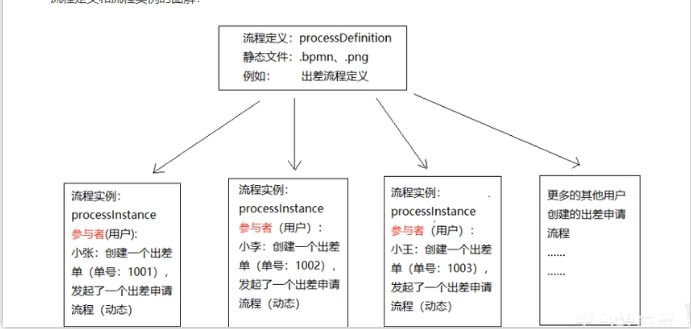 流程定义和流程实例的图解：
流程定义：processDefinition
静态文件：.bpmn、.png
例如：　　出差流程定义
流程实例：
processInstance
参与者(用户)：
小张：创建一个出差
单（单号：1001），
发起了一个出差申请
流程（动态）
流程实例：
processInstance
参与者（用户）：
小李：创建一个出差
单（单号：1002），
发起了一个出差申请
流程（动态）
流程实例：
processInstance
参与者（用户）：
小王：创建一个出差
单（单号：1003），
发起了一个出差申请
流程（动态）
更多的其他用户
创建的出差申请
流程
......
......